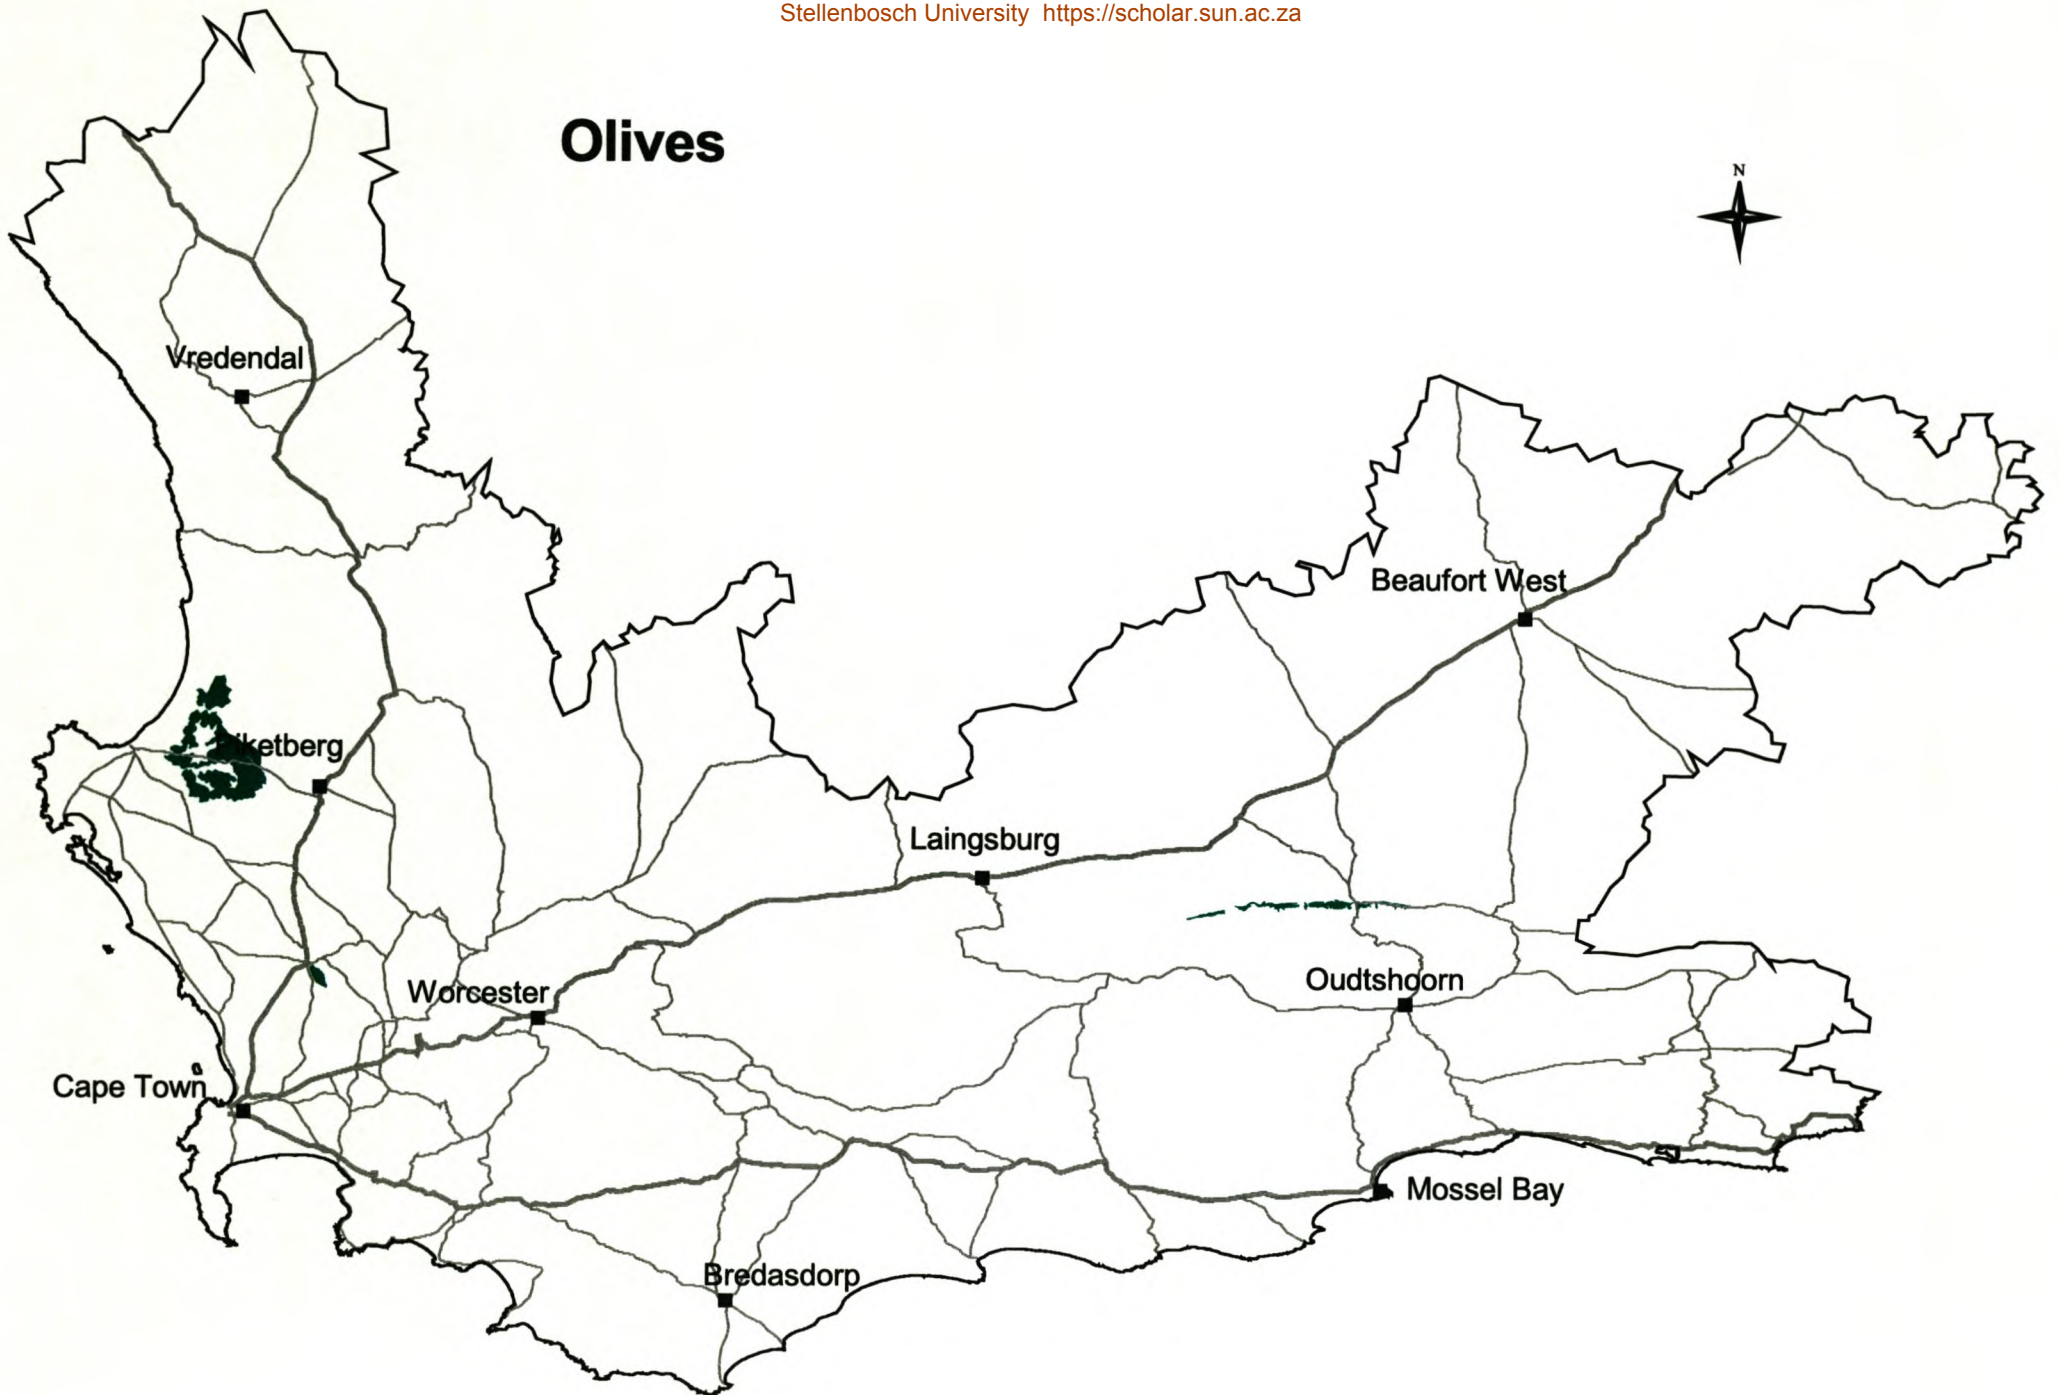 Stellenbosch University https://scholar.sun.ac.za
Olives
N
Vredendal
Beaufort West
Piketberg
Laingsburg
Oudtshoorn
Worcester
Cape Town
Mossel Bay
Bredasdorp